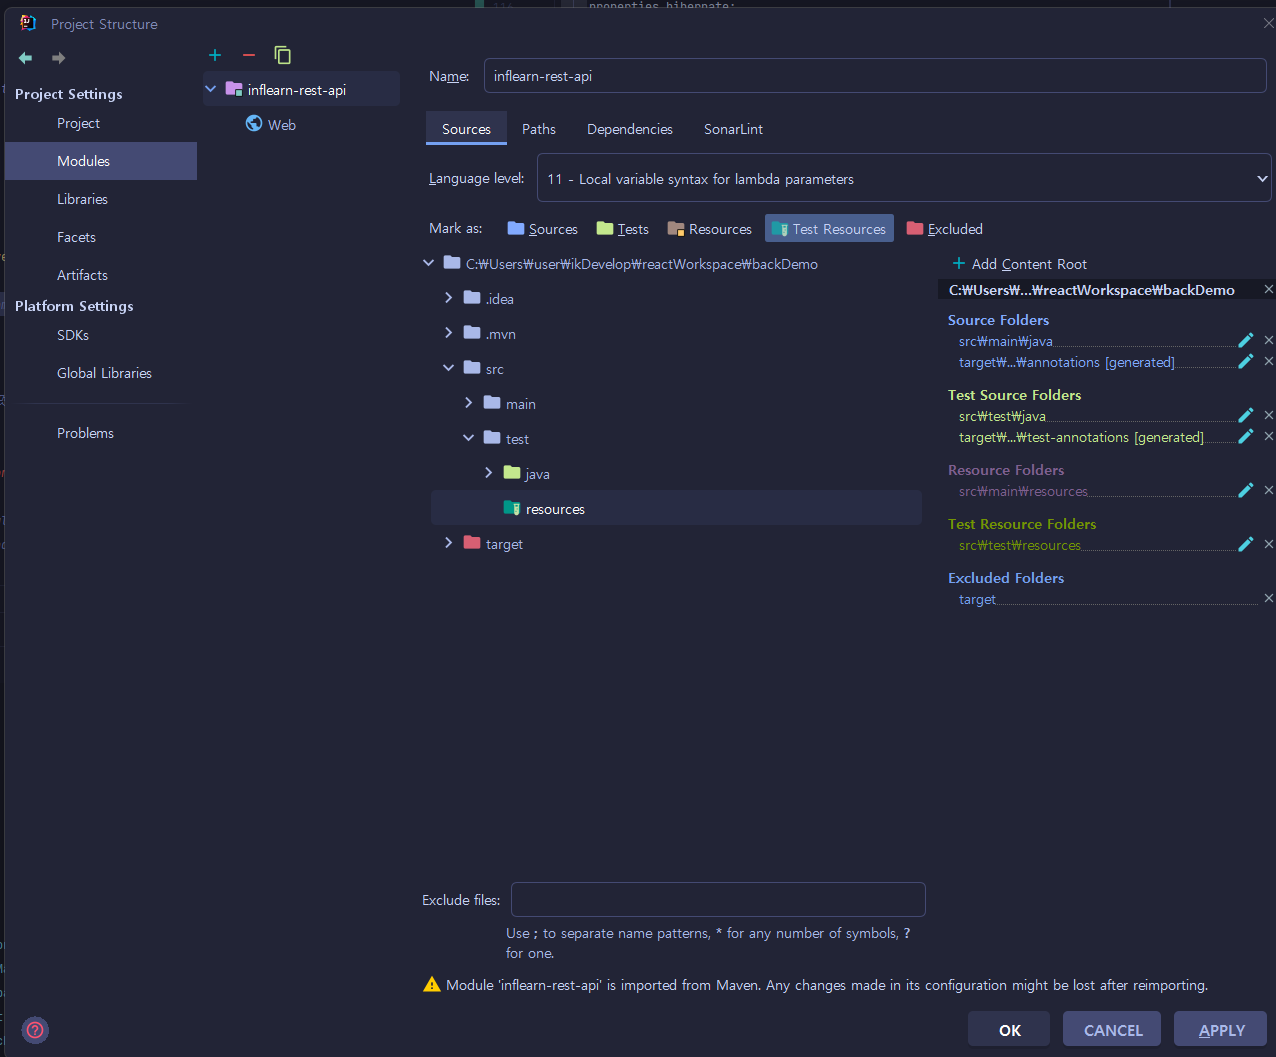 Project Structure
Project Settings
Project
Modules
Libraries
Facets
Artifacts
Platform Settings
SDKs
Global Libraries
Problems
inflearn-rest-api
Web
Name: inflearn-rest-api
Sources Paths Dependencies SonarLint
Language level: 11 - Local variable syntax for lambda parameters
Mark as: Sources Tests Resources Test Resources Excluded
C:₩Users₩user₩ikDevelop₩reactWorkspace₩backDemo
.idea
.mvn
src
main
test
java
resources
target
+ Add Content Root
C:₩Users₩...₩reactWorkspace₩backDemo
Source Folders
src₩main₩java
target₩...₩annotations [generated]
Test Source Folders
src₩test₩java
target₩...₩test-annotations [generated]
Resource Folders
src₩main₩resources
Test Resource Folders
src₩test₩resources
Excluded Folders
target
Exclude files:
Use ; to separate name patterns, * for any number of symbols, ?
for one.
Module 'inflearn-rest-api' is imported from Maven. Any changes made in its configuration might be lost after reimporting.
OK CANCEL APPLY